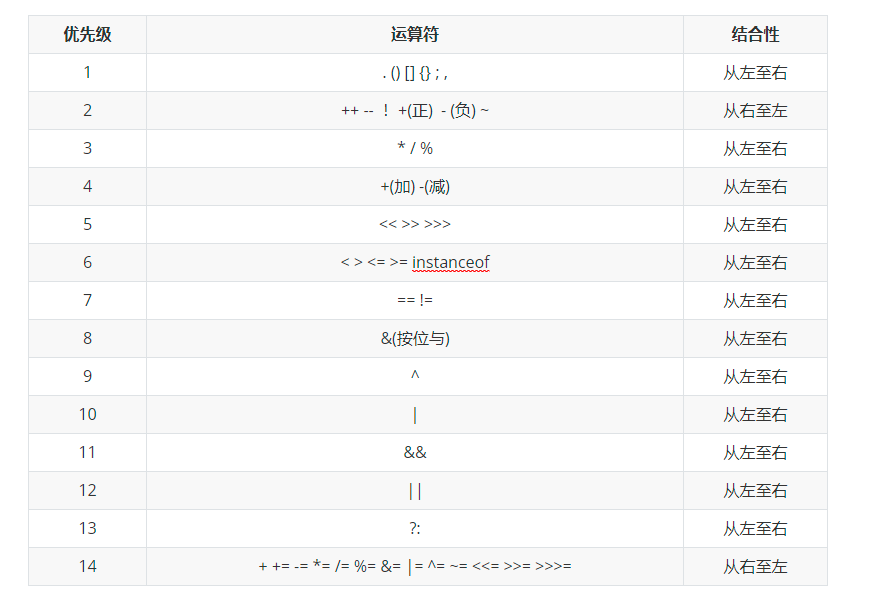 优先级 运算符 结合性
1 . () [] {} ; , 从左至右
2 ++ -- ！ +(正) - (负) ~ 从右至左
3 * / % 从左至右
4 +(加) -(减) 从左至右
5 << >> >>> 从左至右
6 < > <= >= instanceof 从左至右
7 == != 从左至右
8 &(按位与) 从左至右
9 ^ 从左至右
10 | 从左至右
11 && 从左至右
12 || 从左至右
13 ?: 从左至右
14 + += -= *= /= %= &= |= ^= ~= <<= >>= >>>= 从右至左